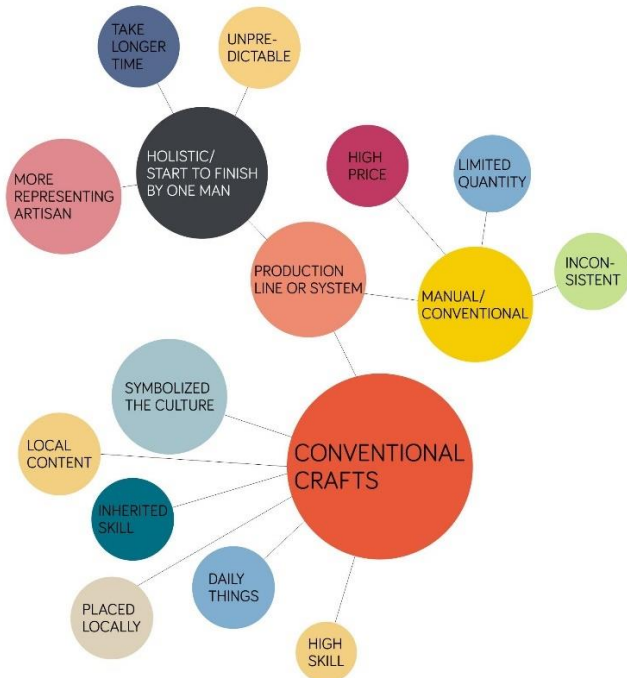 TAKE
LONGER
TIME
UNPRE-
DICTABLE
HOLISTIC/
START TO FINISH
BY ONE MAN
MORE
REPRESENTING
ARTISAN
HIGH
PRICE
LIMITED
QUANTITY
INCON-
SISTENT
PRODUCTION
LINE OR SYSTEM
MANUAL/
CONVENTIONAL
SYMBOLIZED
THE CULTURE
LOCAL
CONTENT
CONVENTIONAL
CRAFTS
INHERITED
SKILL
DAILY
THINGS
PLACED
LOCALLY
HIGH
SKILL